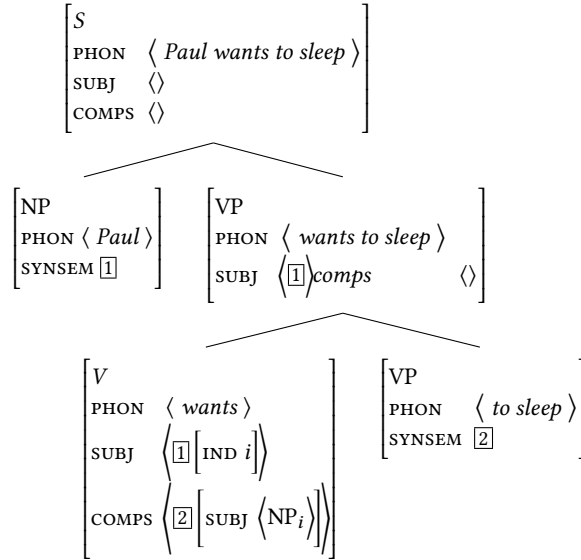 S
PHON ⟨ Paul wants to sleep ⟩
SUBJ ⟨⟩
COMPS ⟨⟩
NP
PHON ⟨ Paul ⟩
SYNSEM 1
VP
PHON ⟨ wants to sleep ⟩
SUBJ ⟨1⟩comps ⟨⟩
V
PHON ⟨ wants ⟩
SUBJ ⟨1[IND i]⟩
COMPS ⟨2[SUBJ ⟨NPᵢ⟩]⟩
VP
PHON ⟨ to sleep ⟩
SYNSEM 2